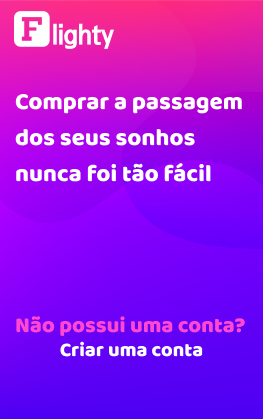 Flighty
Comprar a passagem
dos seus sonhos
nunca foi tão fácil
Não possui uma conta?
Criar uma conta